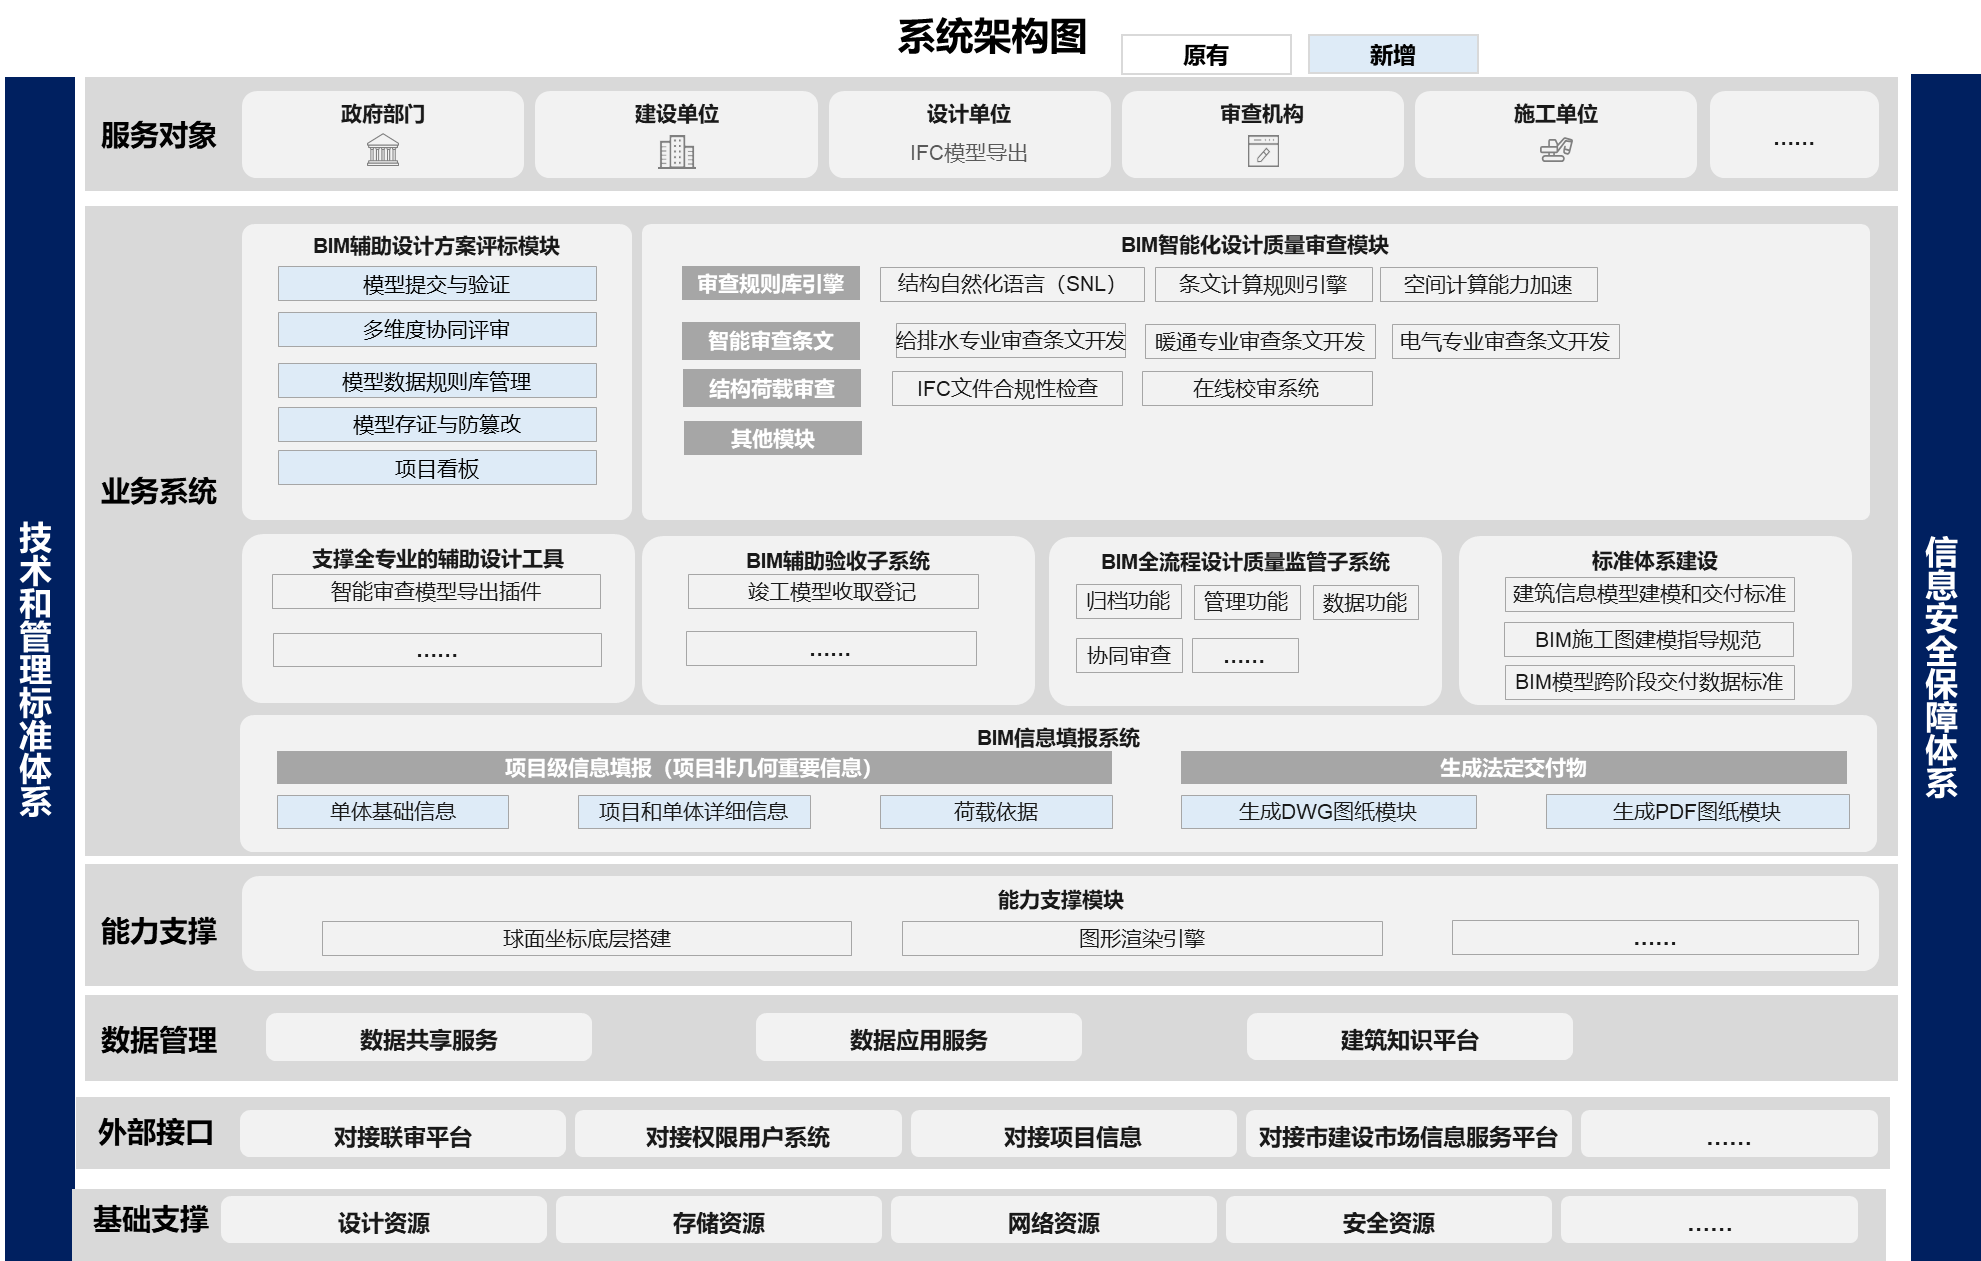 系统架构图
原有
新增
技术和管理标准体系
信息安全保障体系
服务对象
政府部门
建设单位
设计单位
IFC模型导出
审查机构
施工单位
……
业务系统
BIM辅助设计方案评标模块
模型提交与验证
多维度协同评审
模型数据规则库管理
模型存证与防篡改
项目看板
BIM智能化设计质量审查模块
审查规则库引擎
结构自然化语言（SNL）
条文计算规则引擎
空间计算能力加速
智能审查条文
给排水专业审查条文开发
暖通专业审查条文开发
电气专业审查条文开发
结构荷载审查
IFC文件合规性检查
在线校审系统
其他模块
支撑全专业的辅助设计工具
智能审查模型导出插件
……
BIM辅助验收子系统
竣工模型收取登记
……
BIM全流程设计质量监管子系统
归档功能
管理功能
数据功能
协同审查
……
标准体系建设
建筑信息模型建模和交付标准
BIM施工图建模指导规范
BIM模型跨阶段交付数据标准
BIM信息填报系统
项目级信息填报（项目非几何重要信息）
生成法定交付物
单体基础信息
项目和单体详细信息
荷载依据
生成DWG图纸模块
生成PDF图纸模块
能力支撑
能力支撑模块
球面坐标底层搭建
图形渲染引擎
……
数据管理
数据共享服务
数据应用服务
建筑知识平台
外部接口
对接联审平台
对接权限用户系统
对接项目信息
对接市建设市场信息服务平台
……
基础支撑
设计资源
存储资源
网络资源
安全资源
……